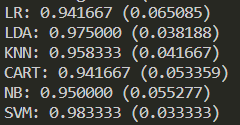 LR: 0.941667 (0.065085)
LDA: 0.975000 (0.038188)
KNN: 0.958333 (0.041667)
CART: 0.941667 (0.053359)
NB: 0.950000 (0.055277)
SVM: 0.983333 (0.033333)